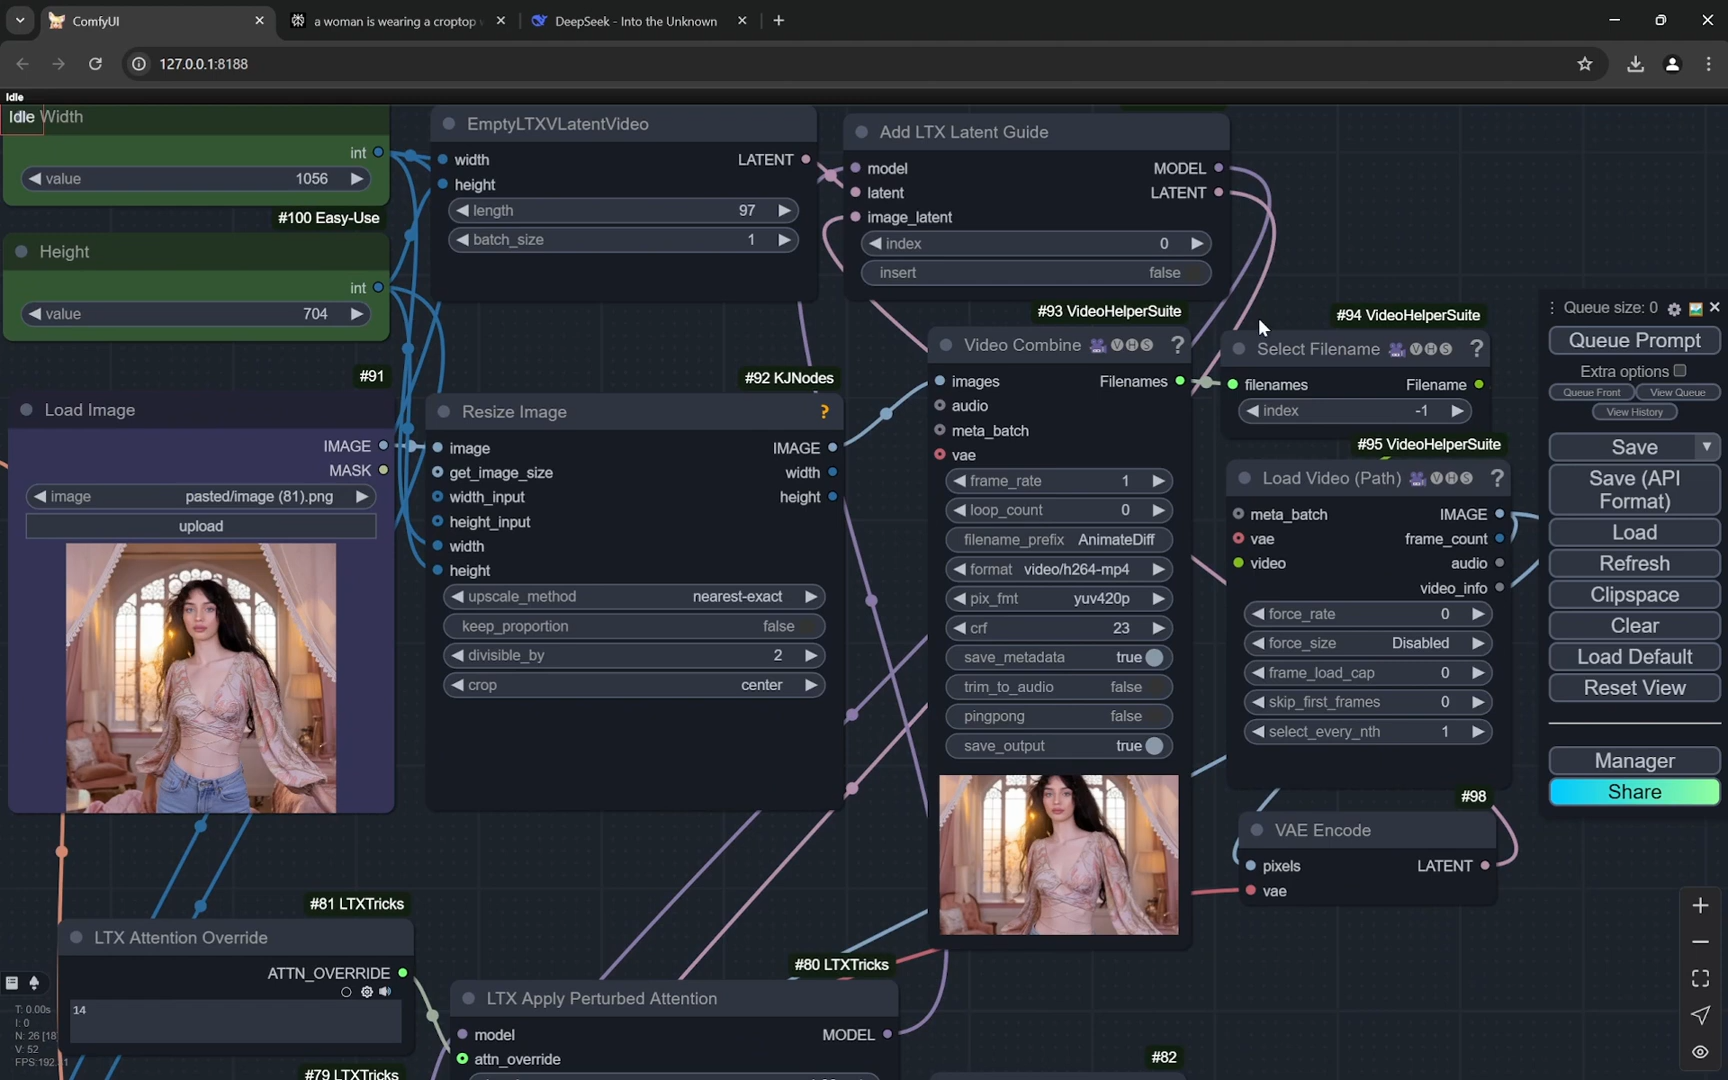 ComfyUI
a woman is wearing a croptop
DeepSeek - Into the Unknown
127.0.0.1:8188
Idle
Idle
Width
int
value 1056
#100 Easy-Use
Height
int
value 704
#91
Load Image
IMAGE
MASK
image pasted/image (81).png
upload
EmptyLTXVLatentVideo
width LATENT
height
length 97
batch_size 1
#92 KJNodes
Resize Image ?
image IMAGE
get_image_size width
width_input height
height_input
width
height
upscale_method nearest-exact
keep_proportion false
divisible_by 2
crop center
Add LTX Latent Guide
model MODEL
latent LATENT
image_latent
index 0
insert false
#93 VideoHelperSuite
Video Combine VHS ?
images Filenames
audio
meta_batch
vae
frame_rate 1
loop_count 0
filename_prefix AnimateDiff
format video/h264-mp4
pix_fmt yuv420p
crf 23
save_metadata true
trim_to_audio false
pingpong false
save_output true
#94 VideoHelperSuite
Select Filename VHS ?
filenames Filename
index -1
#95 VideoHelperSuite
Load Video (Path) VHS ?
meta_batch IMAGE
vae frame_count
video audio
video_info
force_rate 0
force_size Disabled
frame_load_cap 0
skip_first_frames 0
select_every_nth 1
#98
VAE Encode
pixels LATENT
vae
Queue size: 0
Queue Prompt
Extra options
Queue Front View Queue
View History
Save
Save (API
Format)
Load
Refresh
Clipspace
Clear
Load Default
Reset View
Manager
Share
#81 LTXTricks
LTX Attention Override
ATTN_OVERRIDE
14
#79 LTXTricks
#80 LTXTricks
LTX Apply Perturbed Attention
model MODEL
attn_override
#82
T: 0.00s
I: 0
N: 26 [18]
V: 52